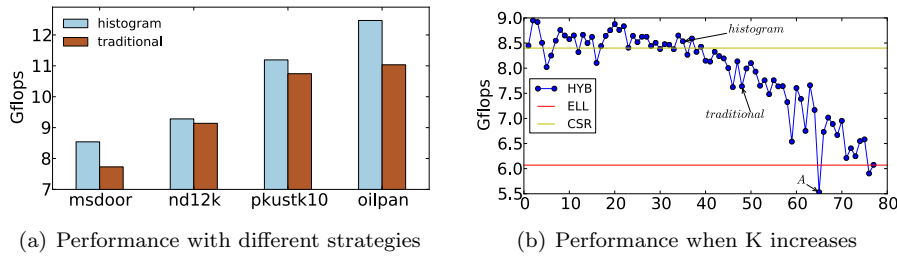 12
11
10
9
8
7
Gflops
histogram
traditional
msdoor nd12k pkustk10 oilpan
(a) Performance with different strategies
9.0
8.5
8.0
7.5
7.0
6.5
6.0
5.5
Gflops
histogram
traditional
A
HYB
ELL
CSR
0 10 20 30 40 50 60 70 80
(b) Performance when K increases